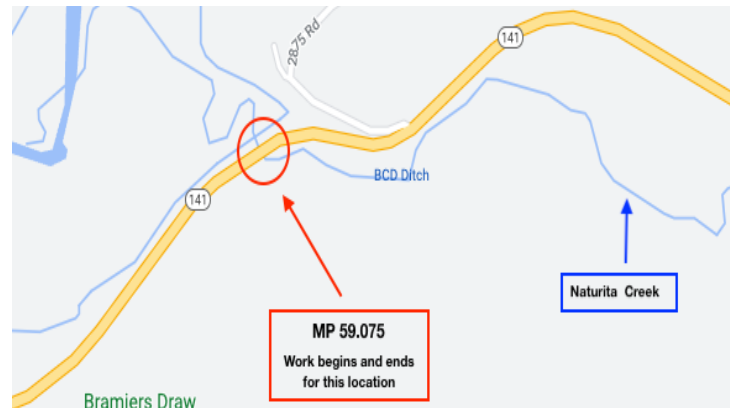 141
28.75 Rd
BCD Ditch
141
Naturita Creek
MP 59.075
Work begins and ends
for this location
Bramiers Draw